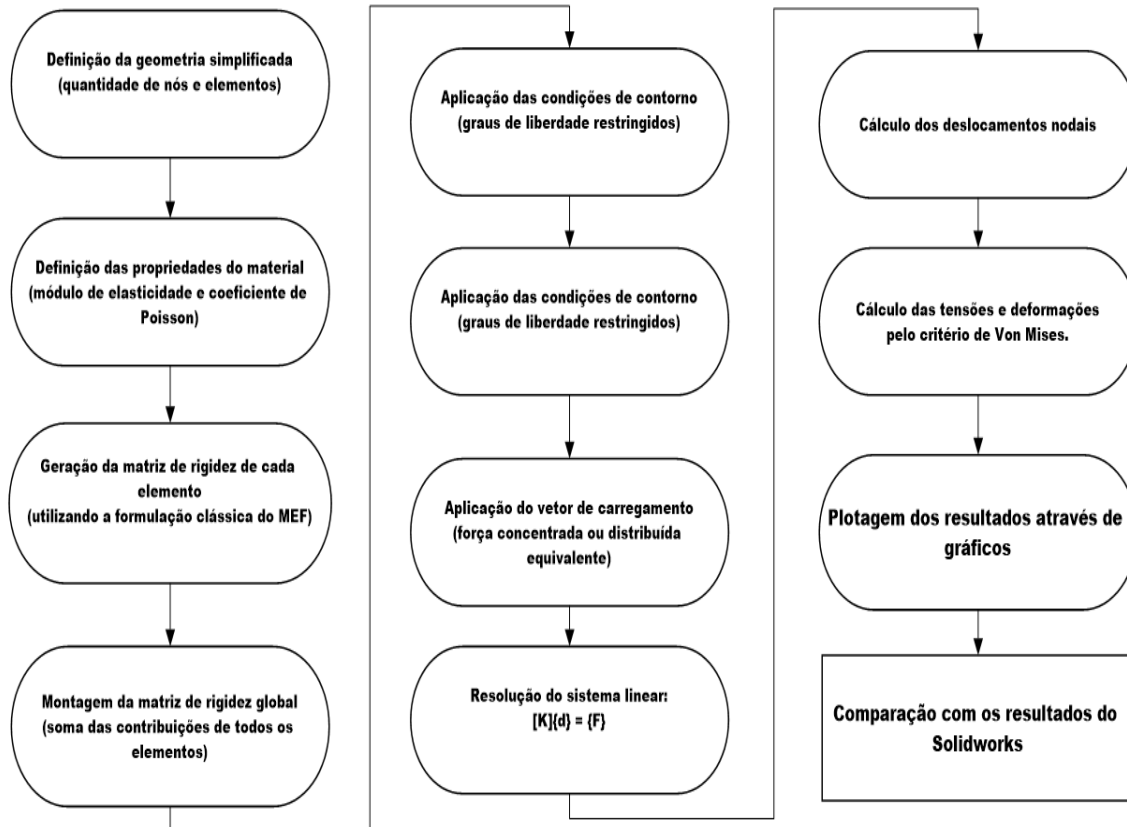 Definição da geometria simplificada
(quantidade de nós e elementos)
Definição das propriedades do material
(módulo de elasticidade e coeficiente de
Poisson)
Geração da matriz de rigidez de cada
elemento
(utilizando a formulação clássica do MEF)
Montagem da matriz de rigidez global
(soma das contribuições de todos os
elementos)
Aplicação das condições de contorno
(graus de liberdade restringidos)
Aplicação das condições de contorno
(graus de liberdade restringidos)
Aplicação do vetor de carregamento
(força concentrada ou distribuída
equivalente)
Resolução do sistema linear:
[K]{d} = {F}
Cálculo dos deslocamentos nodais
Cálculo das tensões e deformações
pelo critério de Von Mises.
Plotagem dos resultados através de
gráficos
Comparação com os resultados do
Solidworks